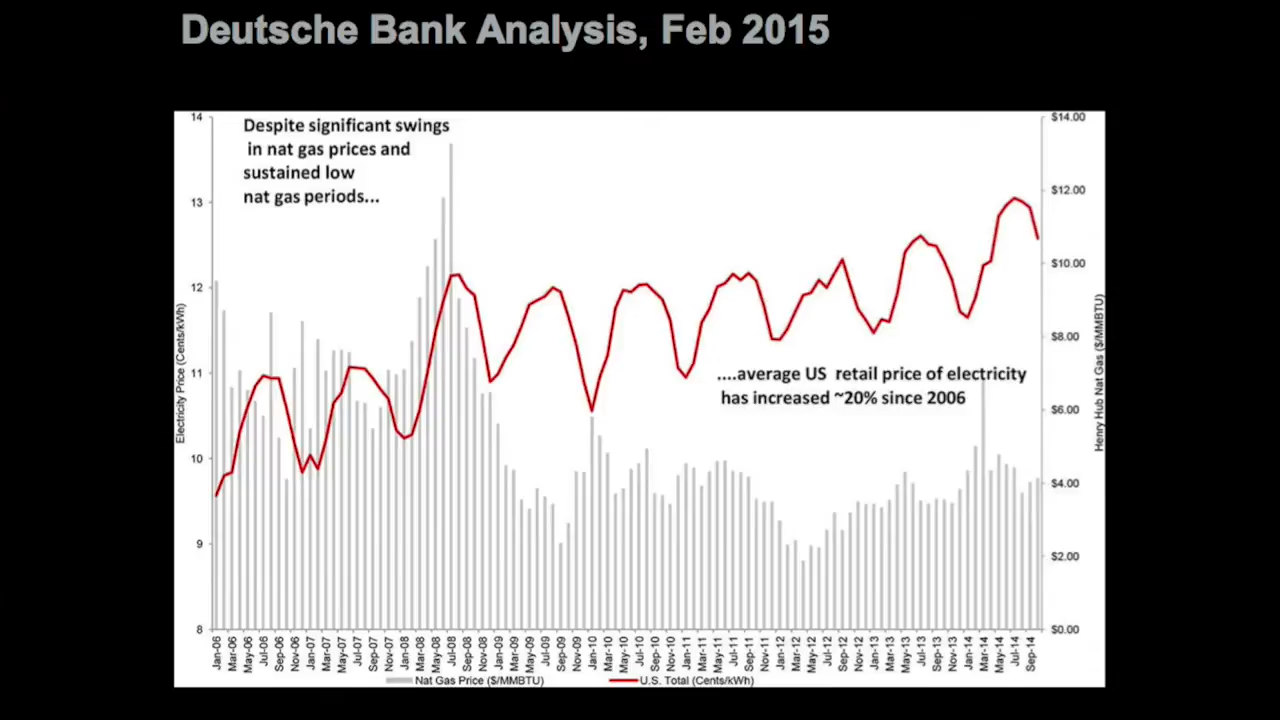 Deutsche Bank Analysis, Feb 2015
Despite significant swings
in nat gas prices and
sustained low
nat gas periods...
....average US retail price of electricity
has increased ~20% since 2006
Electricity Price (Cents/kWh)
14
13
12
11
10
9
8
$14.00
$12.00
$10.00
$8.00
$6.00
$4.00
$2.00
$0.00
Henry Hub Nat Gas ($/MMBTU)
Jan-06
Mar-06
May-06
Jul-06
Sep-06
Nov-06
Jan-07
Mar-07
May-07
Jul-07
Sep-07
Nov-07
Jan-08
Mar-08
May-08
Jul-08
Sep-08
Nov-08
Jan-09
Mar-09
May-09
Jul-09
Sep-09
Nov-09
Jan-10
Mar-10
May-10
Jul-10
Sep-10
Nov-10
Jan-11
Mar-11
May-11
Jul-11
Sep-11
Nov-11
Jan-12
Mar-12
May-12
Jul-12
Sep-12
Nov-12
Jan-13
Mar-13
May-13
Jul-13
Sep-13
Nov-13
Jan-14
Mar-14
May-14
Jul-14
Sep-14
Nat Gas Price ($/MMBTU)
U.S. Total (Cents/kWh)